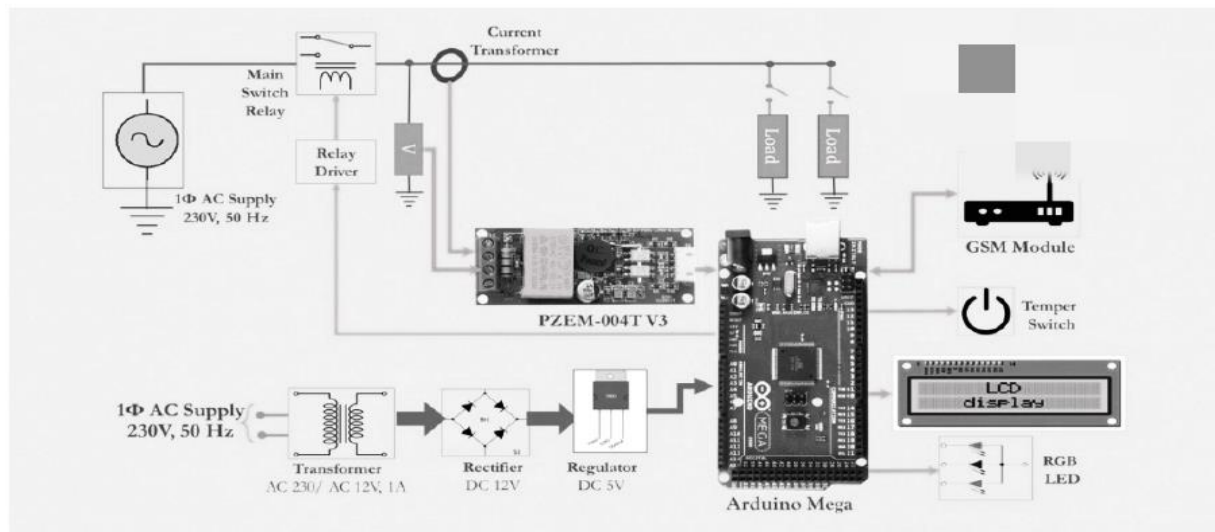 Current
Transformer
Main
Switch
Relay
Relay
Driver
V
Load
Load
1Φ AC Supply
230V, 50 Hz
GSM Module
PZEM-004T V3
Temper
Switch
LCD
display
1Φ AC Supply
230V, 50 Hz
Transformer
AC 230/ AC 12V, 1A
Rectifier
DC 12V
Regulator
DC 5V
ARDUINO
MEGA
Arduino Mega
RGB
LED